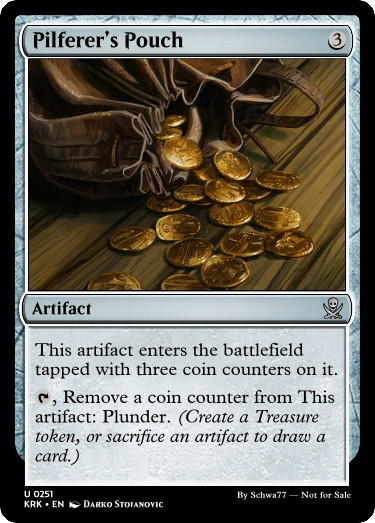 Pilferer's Pouch 3
Artifact
This artifact enters the battlefield
tapped with three coin counters on it.
, Remove a coin counter from This
artifact: Plunder. (Create a Treasure
token, or sacrifice an artifact to draw a
card.)
U 0251
KRK • EN Darko Stojanovic
By Schwa77 — Not for Sale